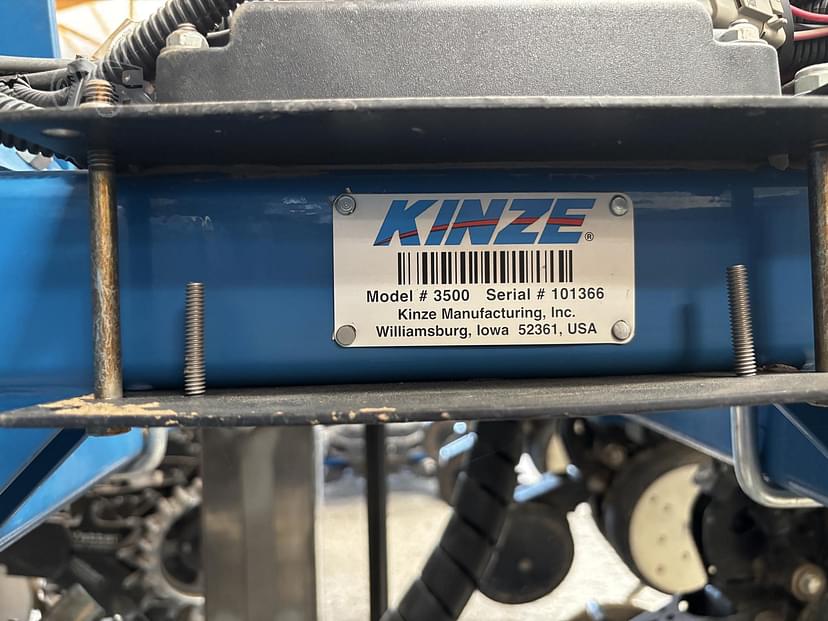 KINZE®
Model # 3500 Serial # 101366
Kinze Manufacturing, Inc.
Williamsburg, Iowa 52361, USA